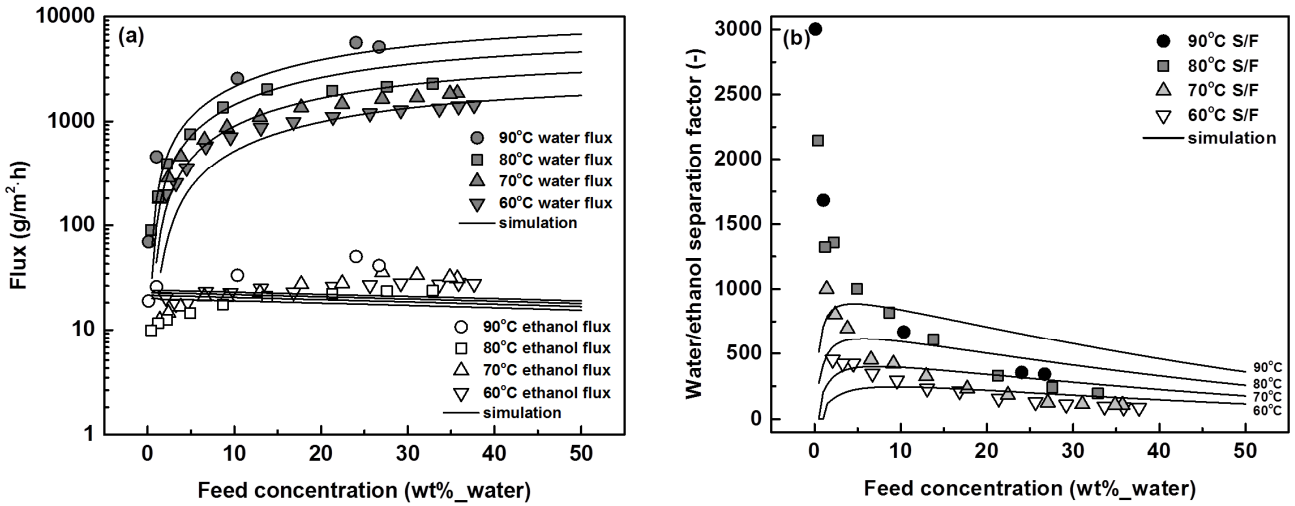 (a)
10000
1000
100
10
1
Flux (g/m²·h)
90°C water flux
80°C water flux
70°C water flux
60°C water flux
simulation
90°C ethanol flux
80°C ethanol flux
70°C ethanol flux
60°C ethanol flux
simulation
0 10 20 30 40 50
Feed concentration (wt%_water)
(b)
3000
2500
2000
1500
1000
500
0
Water/ethanol separation factor (-)
90°C S/F
80°C S/F
70°C S/F
60°C S/F
simulation
90°C
80°C
70°C
60°C
0 10 20 30 40 50
Feed concentration (wt%_water)